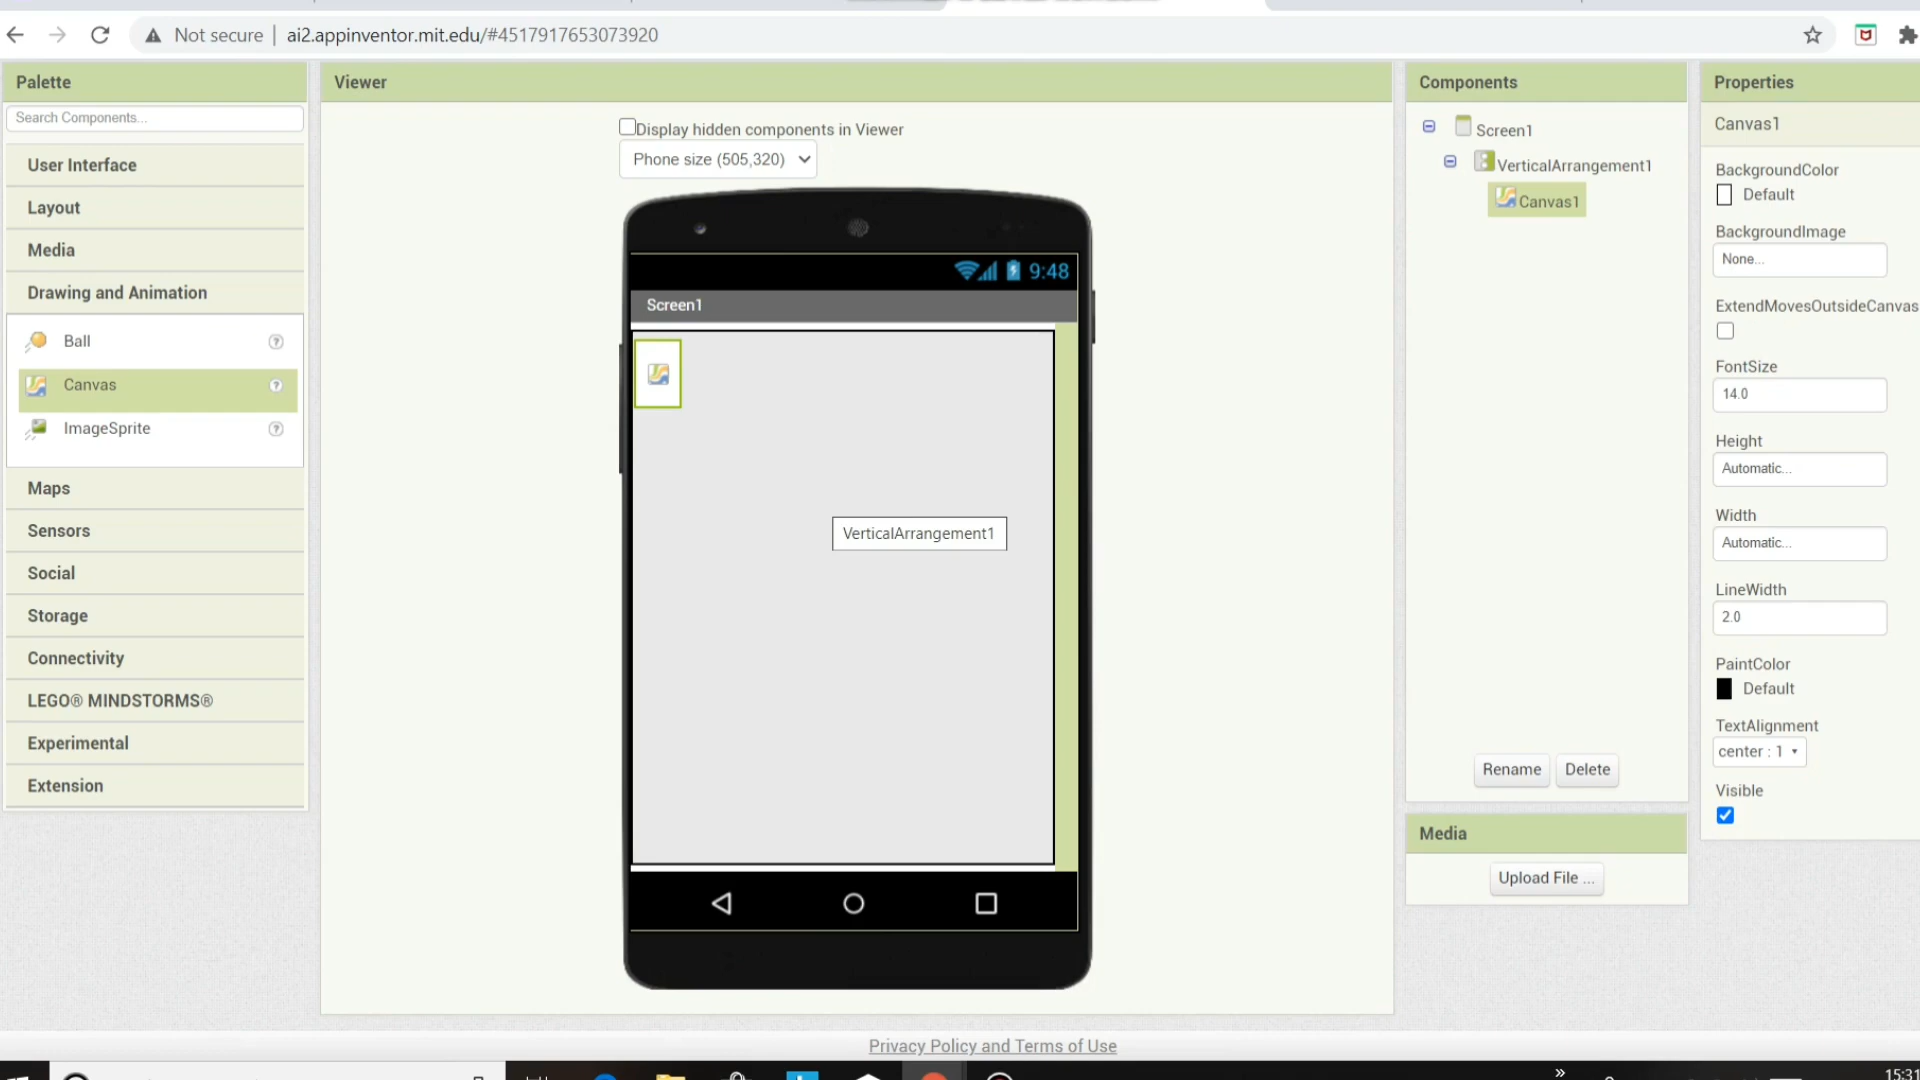 Not secure | ai2.appinventor.mit.edu/#4517917653073920
Palette
Search Components...
User Interface
Layout
Media
Drawing and Animation
Ball ?
Canvas ?
ImageSprite ?
Maps
Sensors
Social
Storage
Connectivity
LEGO® MINDSTORMS®
Experimental
Extension
Viewer
Display hidden components in Viewer
Phone size (505,320)
9:48
Screen1
VerticalArrangement1
Components
Screen1
VerticalArrangement1
Canvas1
Rename Delete
Media
Upload File ...
Properties
Canvas1
BackgroundColor
Default
BackgroundImage
None...
ExtendMovesOutsideCanvas
FontSize
14.0
Height
Automatic...
Width
Automatic...
LineWidth
2.0
PaintColor
Default
TextAlignment
center : 1
Visible
Privacy Policy and Terms of Use
15:31